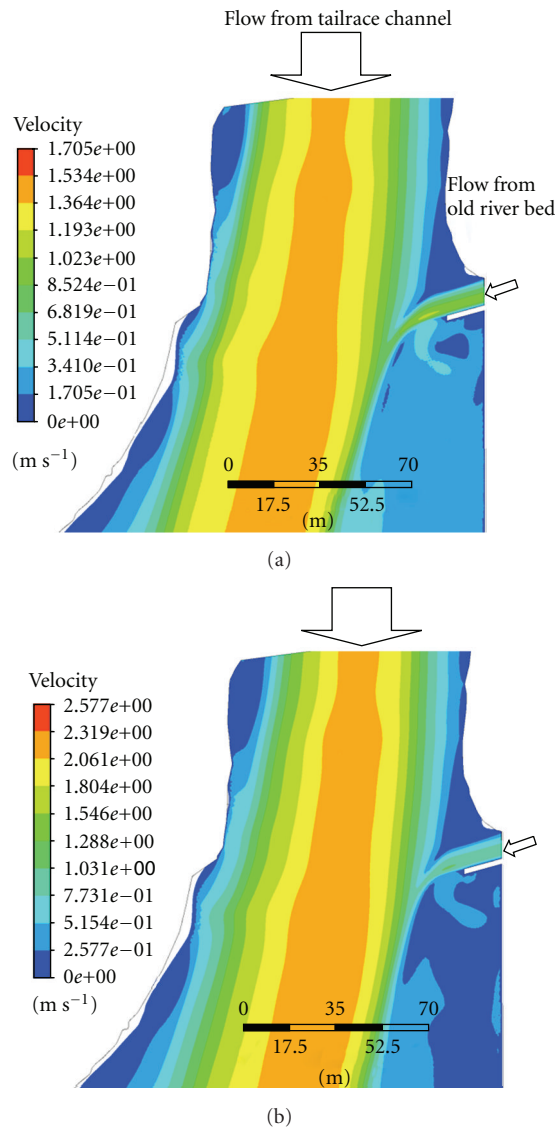 Flow from tailrace channel
Velocity
1.705e+00
1.534e+00
1.364e+00
1.193e+00
1.023e+00
8.524e−01
6.819e−01
5.114e−01
3.410e−01
1.705e−01
0e+00
(m s−1)
Flow from
old river bed
0 35 70
17.5 52.5
(m)
(a)
Velocity
2.577e+00
2.319e+00
2.061e+00
1.804e+00
1.546e+00
1.288e+00
1.031e+00
7.731e−01
5.154e−01
2.577e−01
0e+00
(m s−1)
0 35 70
17.5 52.5
(m)
(b)